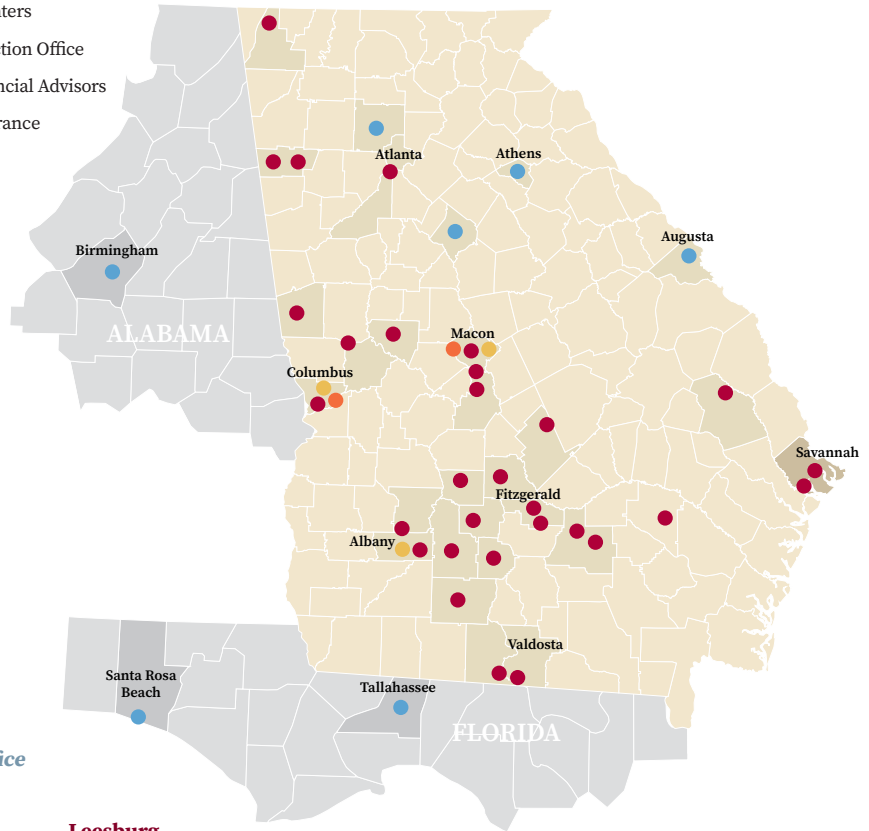 ters
tion Office
ncial Advisors
rance
Atlanta
Athens
Birmingham
Augusta
ALABAMA
Macon
Columbus
Savannah
Fitzgerald
Albany
Valdosta
Santa Rosa
Beach
Tallahassee
FLORIDA
ice
Leesburg